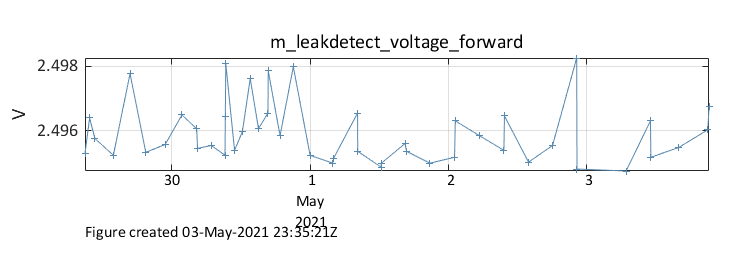 m_leakdetect_voltage_forward
2.498
V
2.496
30 1 2 3
May
2021
Figure created 03-May-2021 23:35:21Z